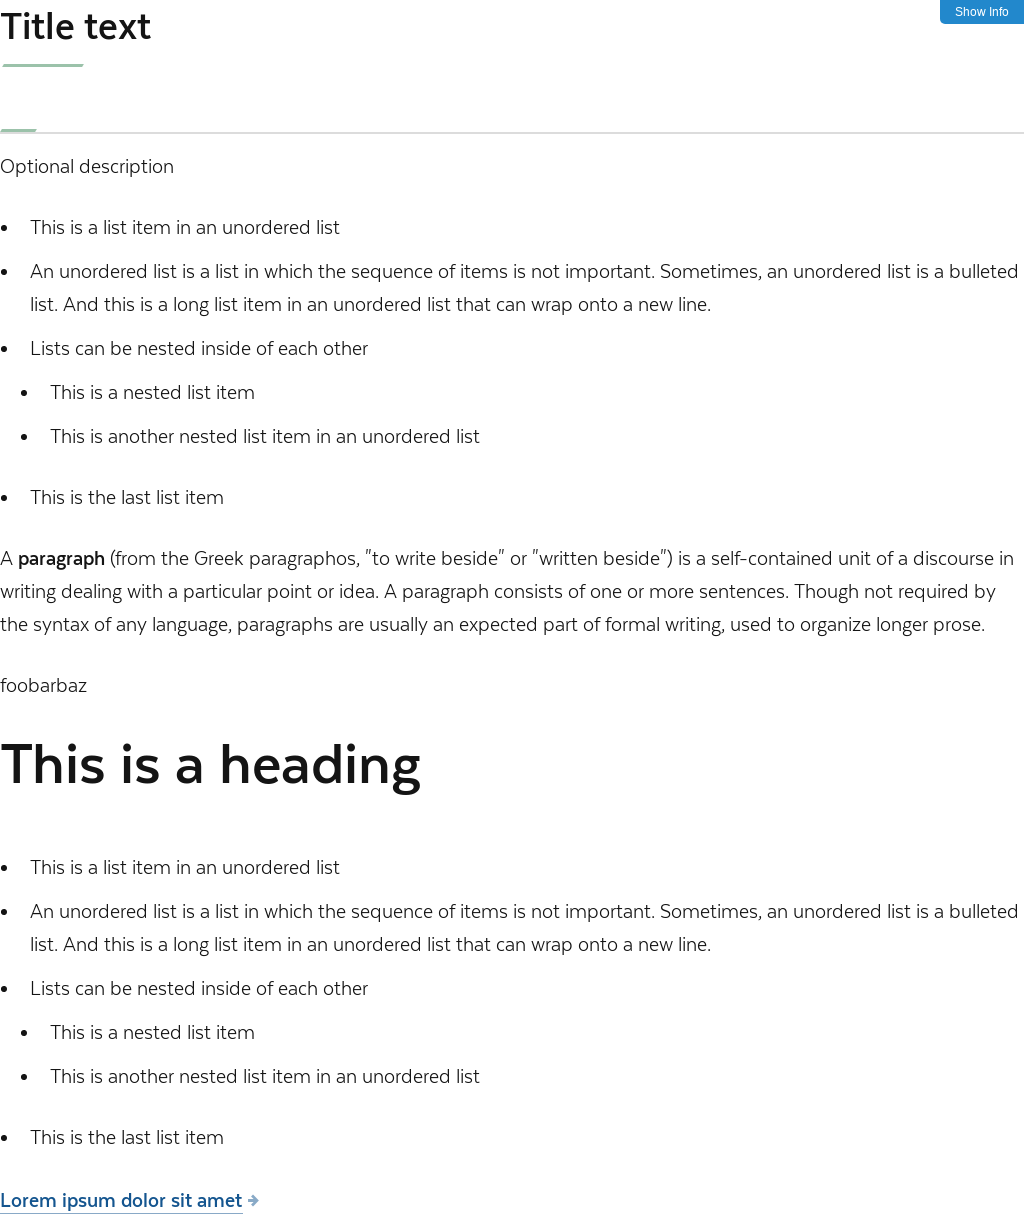 Title text
Show Info
Optional description
This is a list item in an unordered list
An unordered list is a list in which the sequence of items is not important. Sometimes, an unordered list is a bulleted
list. And this is a long list item in an unordered list that can wrap onto a new line.
Lists can be nested inside of each other
This is a nested list item
This is another nested list item in an unordered list
This is the last list item
A paragraph (from the Greek paragraphos, "to write beside" or "written beside") is a self-contained unit of a discourse in
writing dealing with a particular point or idea. A paragraph consists of one or more sentences. Though not required by
the syntax of any language, paragraphs are usually an expected part of formal writing, used to organize longer prose.
foobarbaz
This is a heading
This is a list item in an unordered list
An unordered list is a list in which the sequence of items is not important. Sometimes, an unordered list is a bulleted
list. And this is a long list item in an unordered list that can wrap onto a new line.
Lists can be nested inside of each other
This is a nested list item
This is another nested list item in an unordered list
This is the last list item
Lorem ipsum dolor sit amet